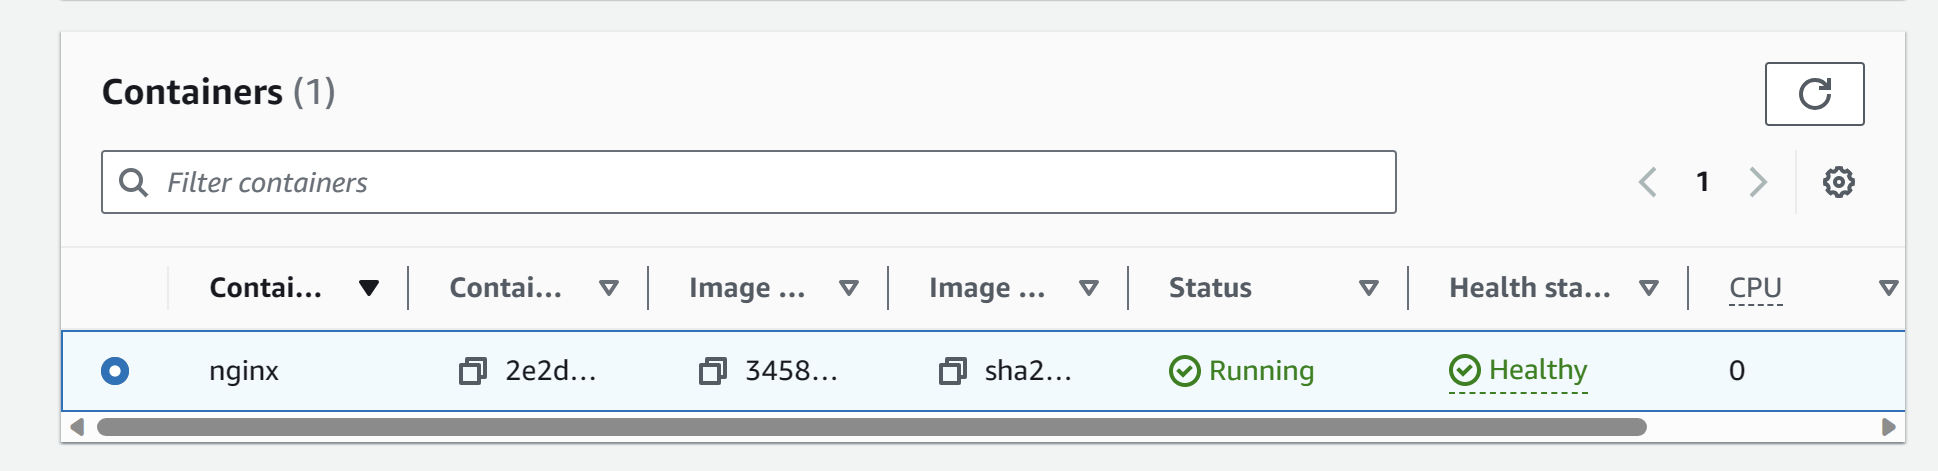 Containers (1)
Filter containers
1
Contai... Contai... Image ... Image ... Status Health sta... CPU
nginx 2e2d... 3458... sha2... Running Healthy 0